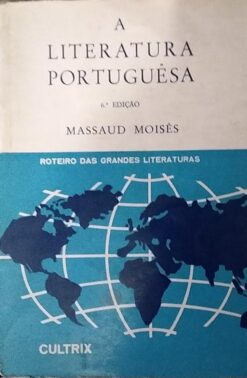 A
LITERATURA
PORTUGUÊSA
6.ª EDIÇÃO
MASSAUD MOISÉS
ROTEIRO DAS GRANDES LITERATURAS
CULTRIX